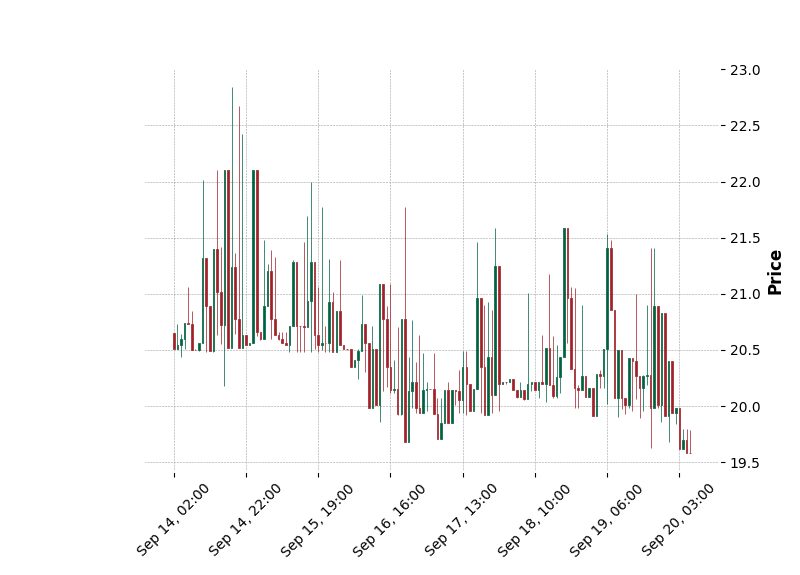 23.0
22.5
22.0
21.5
21.0
20.5
20.0
19.5
Price
Sep 14, 02:00
Sep 14, 22:00
Sep 15, 19:00
Sep 16, 16:00
Sep 17, 13:00
Sep 18, 10:00
Sep 19, 06:00
Sep 20, 03:00